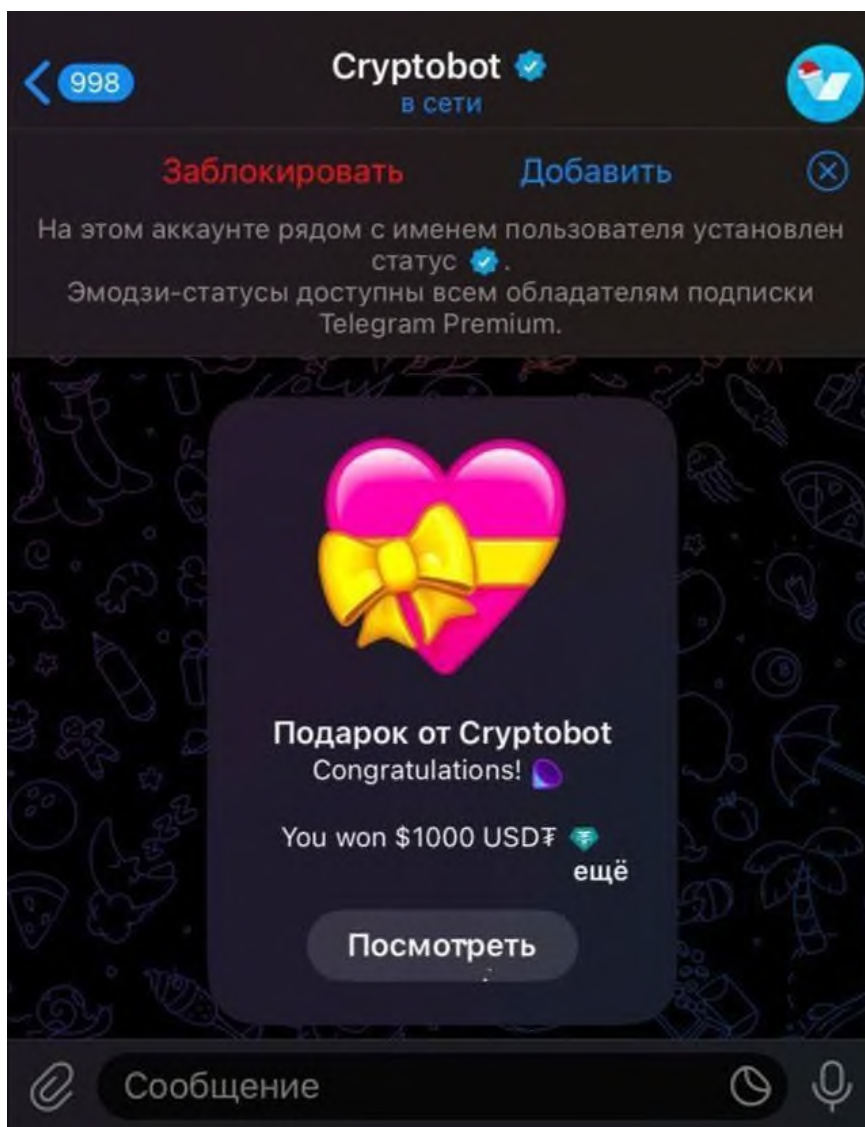 998
Cryptobot
в сети
Заблокировать Добавить
На этом аккаунте рядом с именем пользователя установлен
статус .
Эмодзи-статусы доступны всем обладателям подписки
Telegram Premium.
Подарок от Cryptobot
Congratulations!
You won $1000 USD₮
ещё
Посмотреть
Сообщение